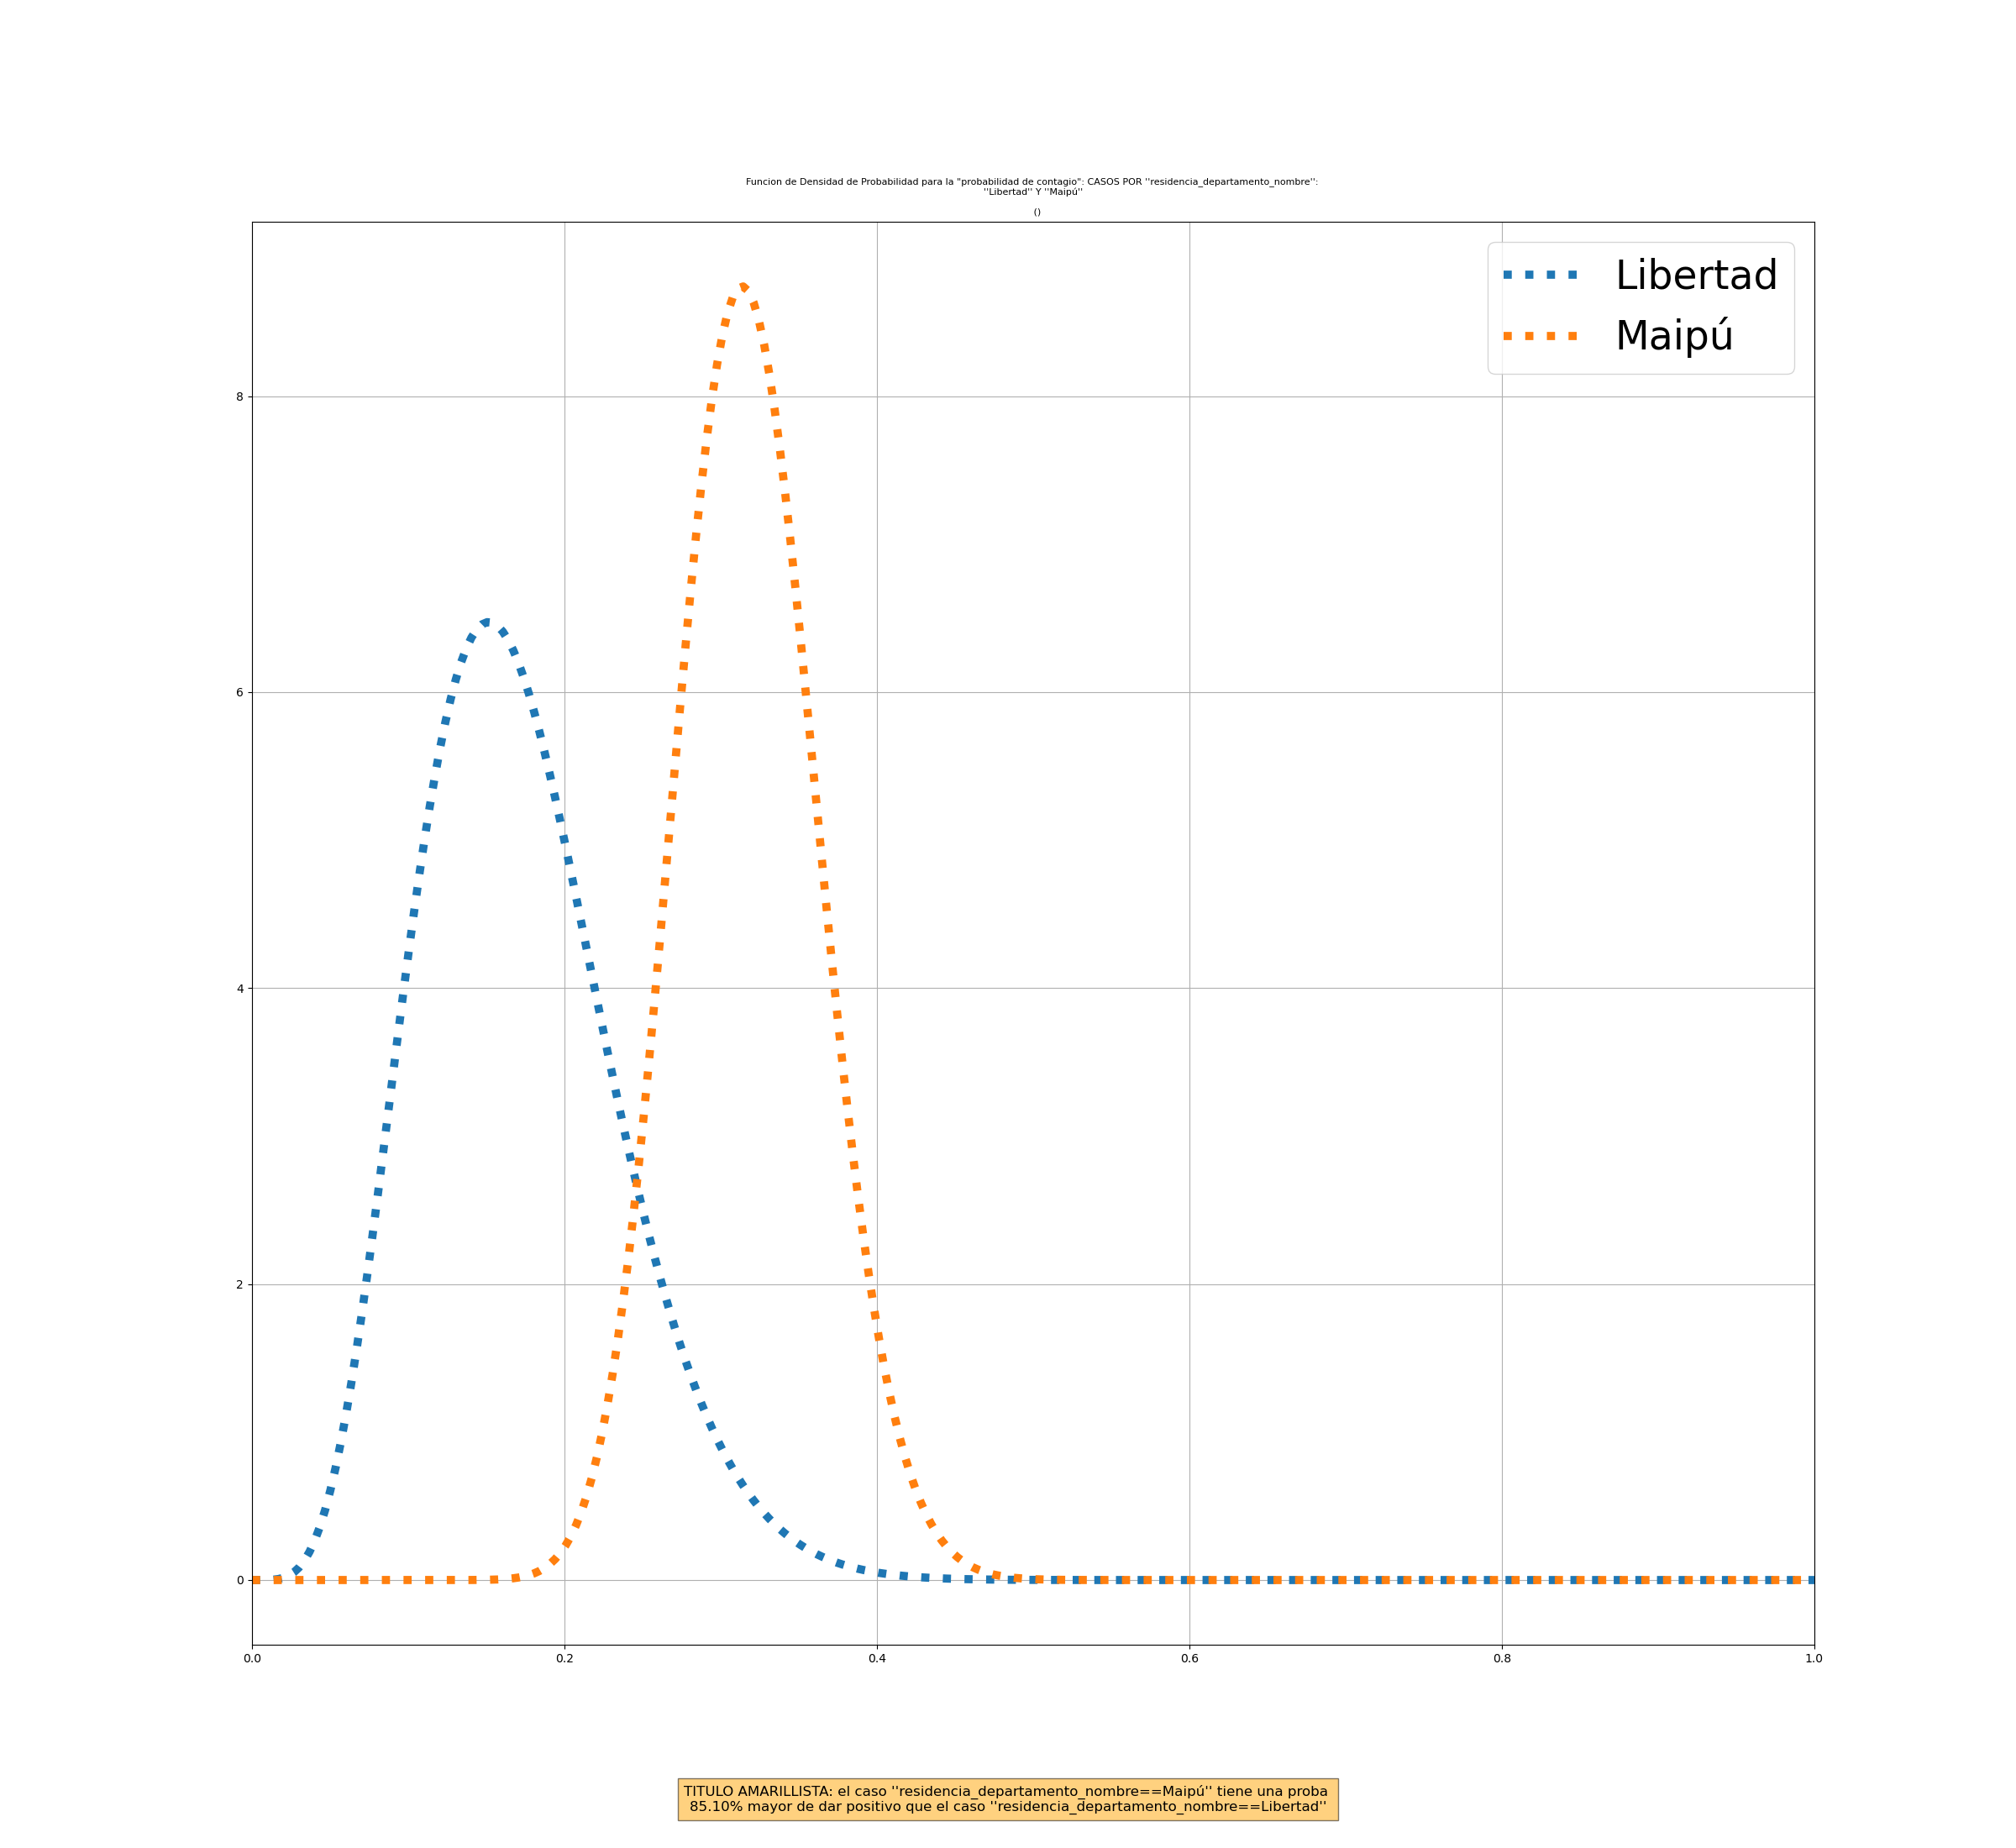 Funcion de Densidad de Probabilidad para la "probabilidad de contagio": CASOS POR ''residencia_departamento_nombre'':
''Libertad'' Y ''Maipú''
()
Libertad
Maipú
8
6
4
2
0
0.0 0.2 0.4 0.6 0.8 1.0
TITULO AMARILLISTA: el caso ''residencia_departamento_nombre==Maipú'' tiene una proba
85.10% mayor de dar positivo que el caso ''residencia_departamento_nombre==Libertad''